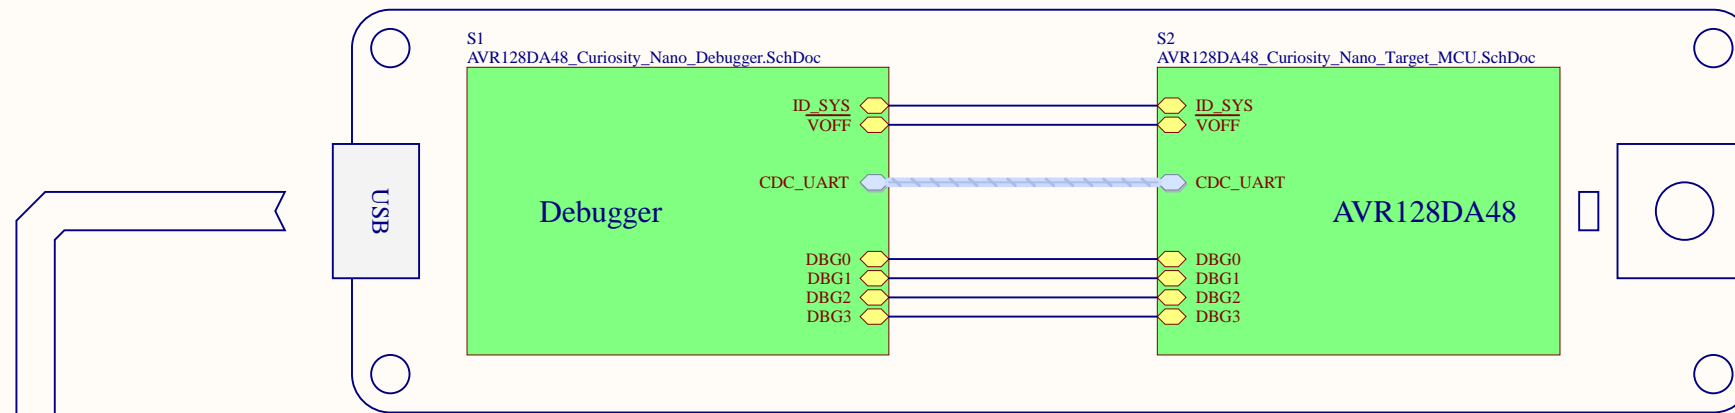 S1
AVR128DA48_Curiosity_Nano_Debugger.SchDoc
ID_SYS
VOFF
CDC_UART
Debugger
DBG0
DBG1
DBG2
DBG3
USB
S2
AVR128DA48_Curiosity_Nano_Target_MCU.SchDoc
ID_SYS
VOFF
CDC_UART
AVR128DA48
DBG0
DBG1
DBG2
DBG3